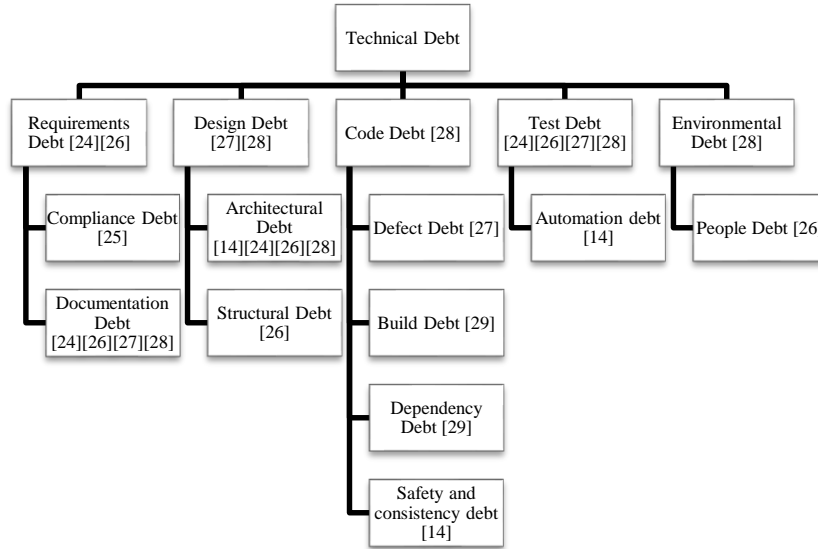 Technical Debt
Requirements
Debt [24][26]
Design Debt
[27][28]
Code Debt [28]
Test Debt
[24][26][27][28]
Environmental
Debt [28]
Compliance Debt
[25]
Architectural
Debt
[14][24][26][28]
Defect Debt [27]
Automation debt
[14]
People Debt [26]
Documentation
Debt
[24][26][27][28]
Structural Debt
[26]
Build Debt [29]
Dependency
Debt [29]
Safety and
consistency debt
[14]